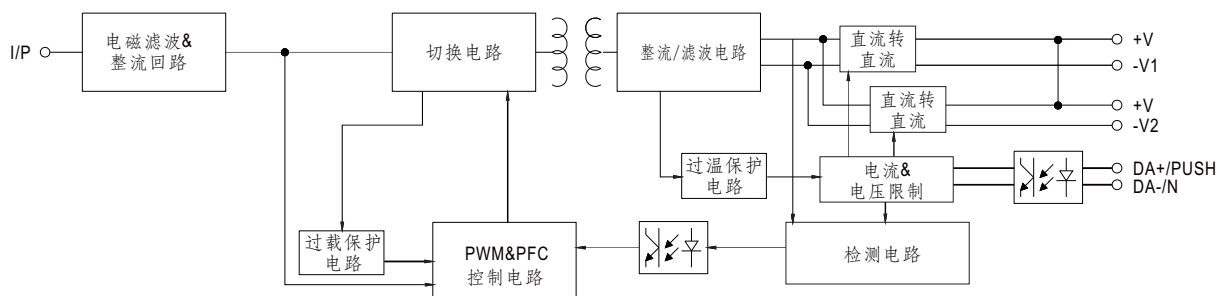 I/P
电磁滤波&
整流回路
切换电路
整流/滤波电路
直流转
直流
+V
-V1
直流转
直流
+V
-V2
过温保护
电路
电流&
电压限制
DA+/PUSH
DA-/N
过载保护
电路
PWM&PFC
控制电路
检测电路